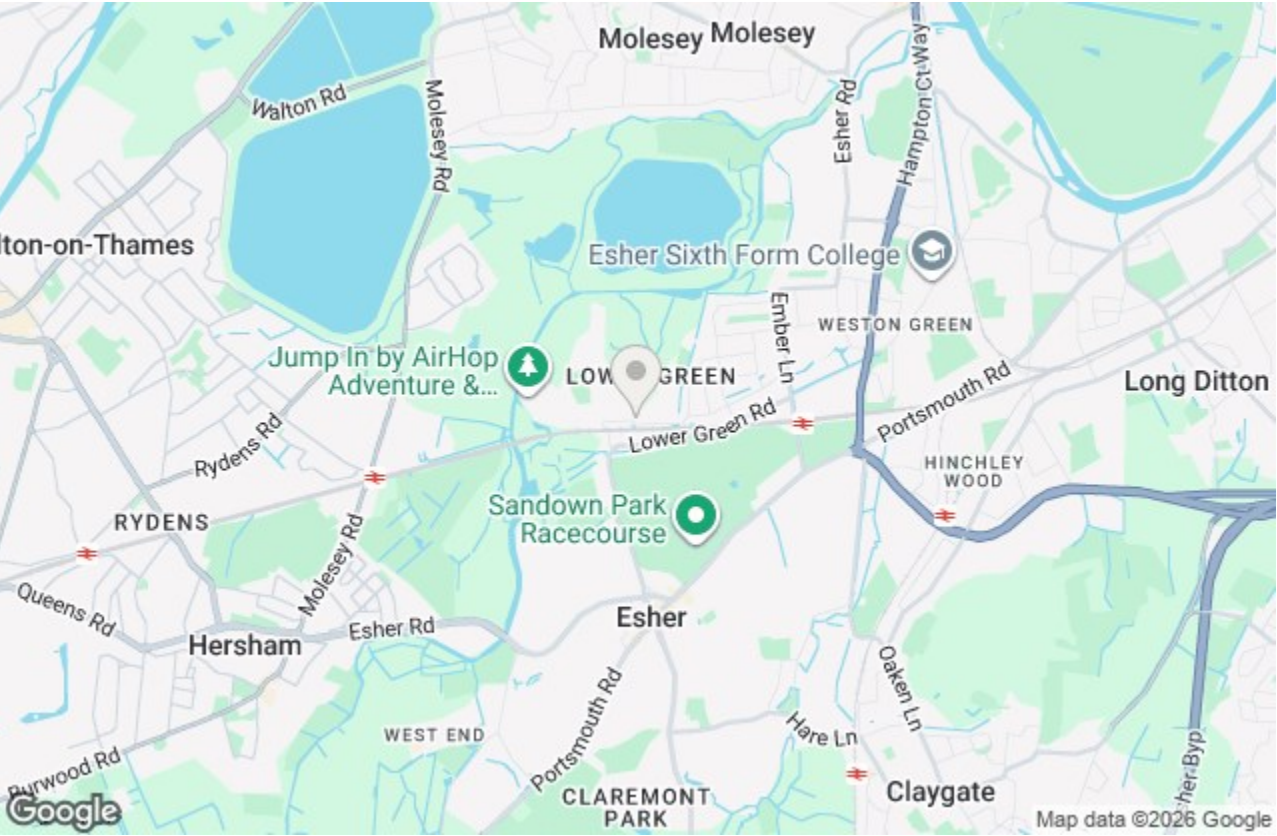 Molesey
Molesey
Walton Rd
Molesey Rd
Esher Rd
Hampton Ct Way
lton-on-Thames
Esher Sixth Form College
Ember Ln
WESTON GREEN
Jump In by AirHop
Adventure &...
LOW GREEN
Portsmouth Rd
Long Ditton
Lower Green Rd
Rydens Rd
HINCHLEY
WOOD
Sandown Park
Racecourse
RYDENS
Molesey Rd
Queens Rd
Esher Rd
Esher
Hersham
Oaken Ln
Portsmouth Rd
WEST END
Hare Ln
Burwood Rd
sher Byp
CLAREMONT
PARK
Claygate
Google
Map data ©2026 Google